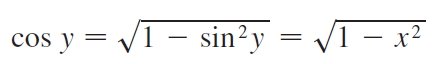 cos y = √1 − sin²y = √1 − x²